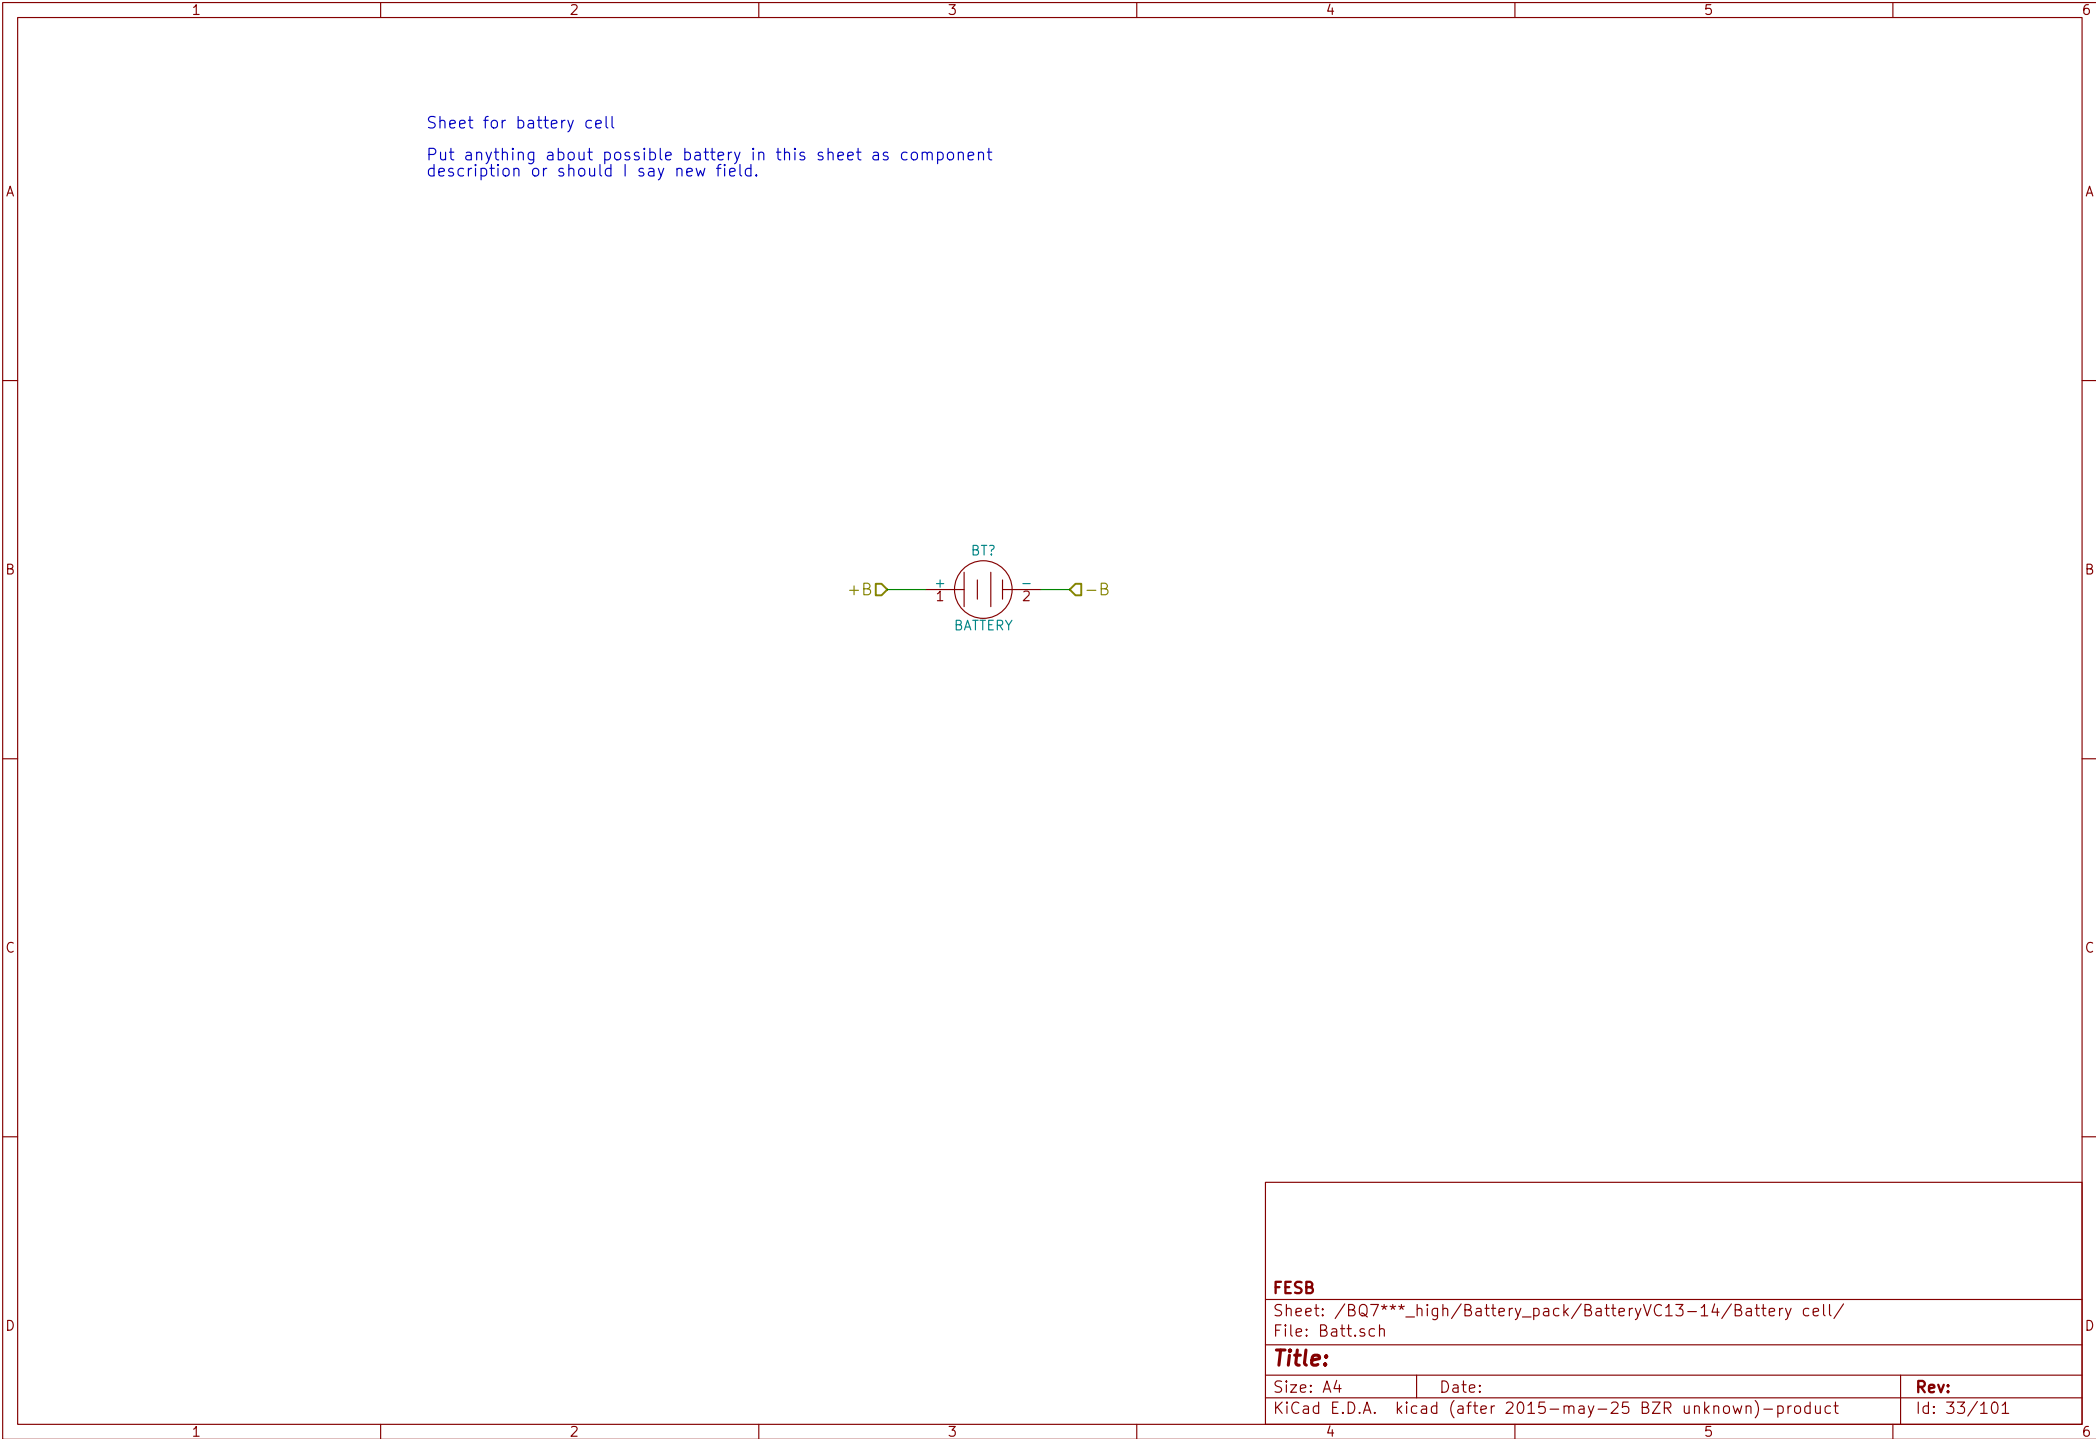 1 2 3 4 5 6
Sheet for battery cell
Put anything about possible battery in this sheet as component
description or should I say new field.
A A
BT?
B B
+B + - -B
1 2
BATTERY
C C
FESB
Sheet: /BQ7***_high/Battery_pack/BatteryVC13-14/Battery cell/
File: Batt.sch
D D
Title:
Size: A4 Date: Rev:
KiCad E.D.A. kicad (after 2015-may-25 BZR unknown)-product Id: 33/101
1 2 3 4 5 6